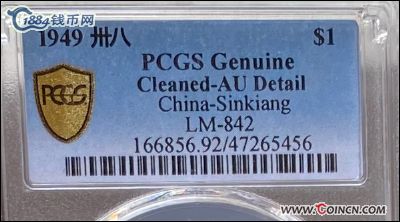 1884钱币网
1949 卅八 $1
PCGS Genuine
Cleaned-AU Detail
China-Sinkiang
LM-842
166856.92/47265456
PCGS
www.COINCN.com